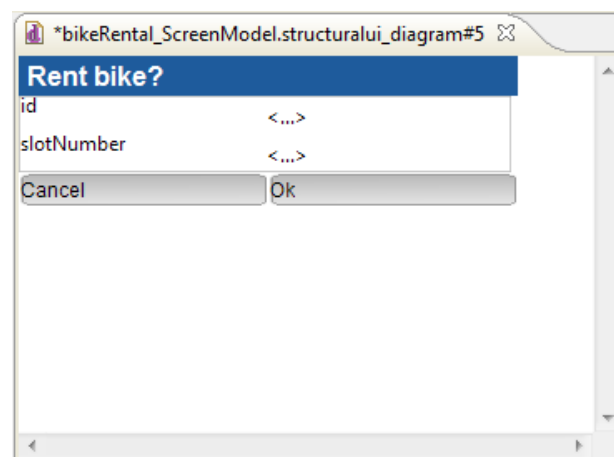 *bikeRental_ScreenModel.structuralui_diagram#5
Rent bike?
id
<...>
slotNumber
<...>
Cancel Ok